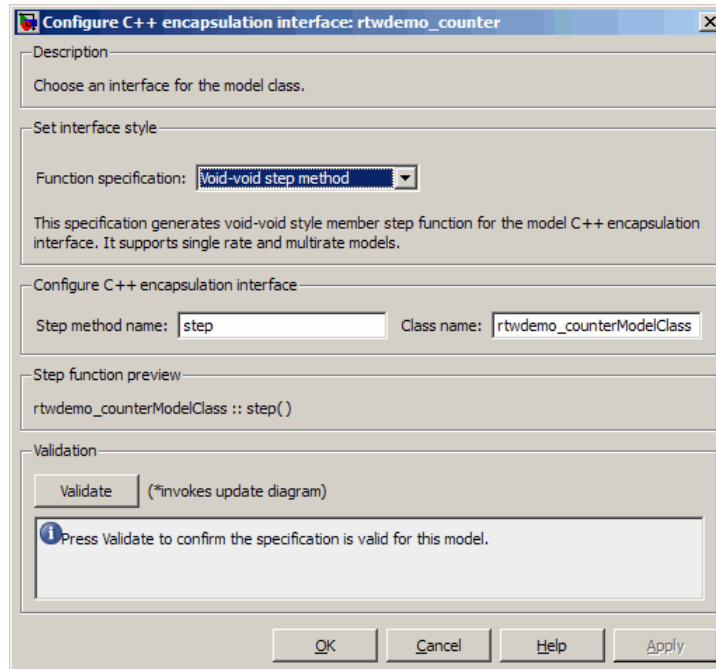 Configure C++ encapsulation interface: rtwdemo_counter
Description
Choose an interface for the model class.
Set interface style
Function specification: Void-void step method
This specification generates void-void style member step function for the model C++ encapsulation
interface. It supports single rate and multirate models.
Configure C++ encapsulation interface
Step method name: step Class name: rtwdemo_counterModelClass
Step function preview
rtwdemo_counterModelClass :: step( )
Validation
Validate (*invokes update diagram)
Press Validate to confirm the specification is valid for this model.
OK Cancel Help Apply